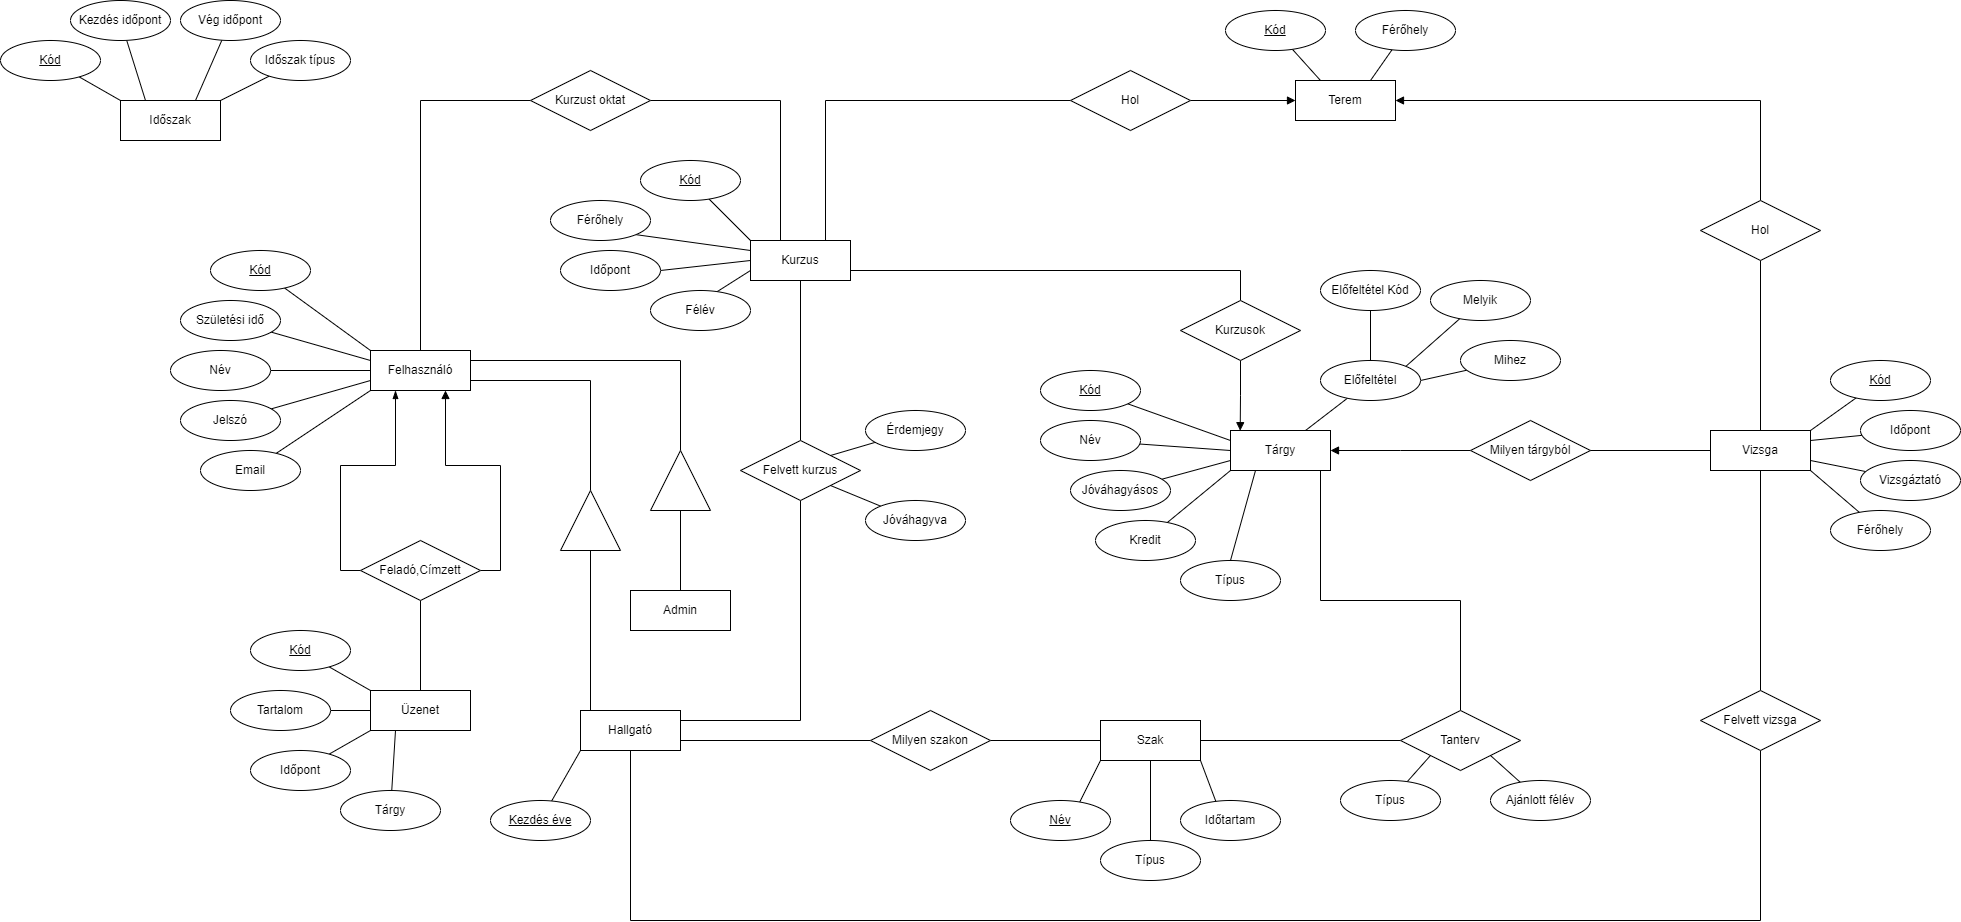 Kezdés időpont
Vég időpont
Kód
Időszak típus
Időszak
Kód
Férőhely
Kurzust oktat
Hol
Terem
Kód
Férőhely
Hol
Kurzus
Időpont
Kód
Félév
Előfeltétel Kód
Melyik
Születési idő
Kurzusok
Mihez
Név
Felhasználó
Előfeltétel
Kód
Kód
Jelszó
Érdemjegy
Név
Időpont
Tárgy
Milyen tárgyból
Vizsga
Email
Felvett kurzus
Jóváhagyásos
Vizsgáztató
Jóváhagyva
Kredit
Férőhely
Feladó,Címzett
Típus
Admin
Kód
Tartalom
Üzenet
Hallgató
Milyen szakon
Szak
Tanterv
Felvett vizsga
Időpont
Tárgy
Kezdés éve
Név
Időtartam
Típus
Ajánlott félév
Típus